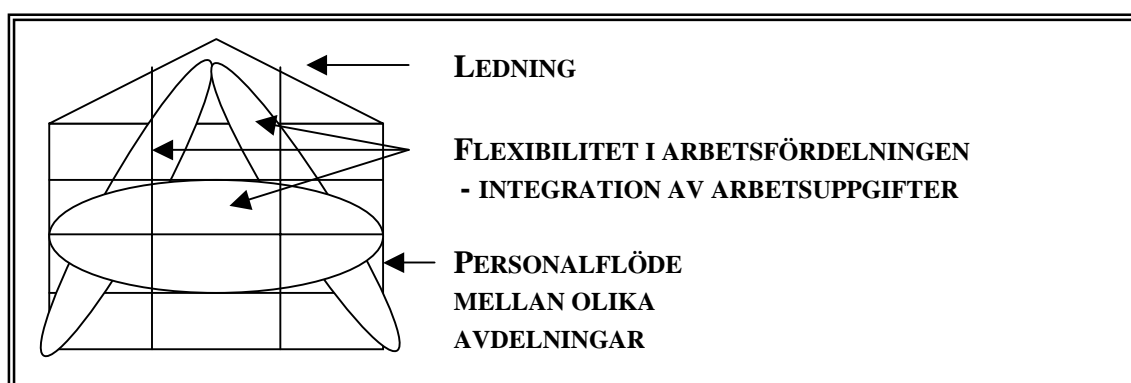 LEDNING
FLEXIBILITET I ARBETSFÖRDELNINGEN
- INTEGRATION AV ARBETSUPPGIFTER
PERSONALFLÖDE
MELLAN OLIKA
AVDELNINGAR